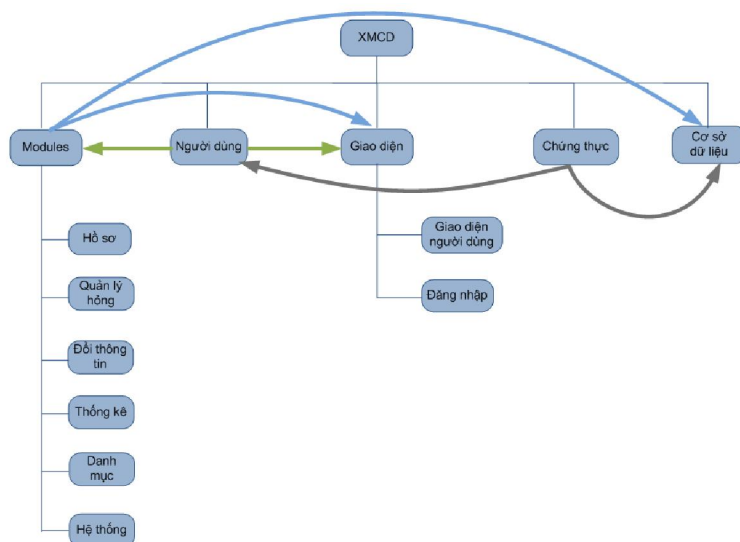 XMCD
Modules
Người dùng
Giao diện
Chứng thực
Cơ sở
dữ liệu
Hồ sơ
Quản lý
hỏng
Đổi thông
tin
Thống kê
Danh
mục
Hệ thống
Giao diện
người dùng
Đăng nhập